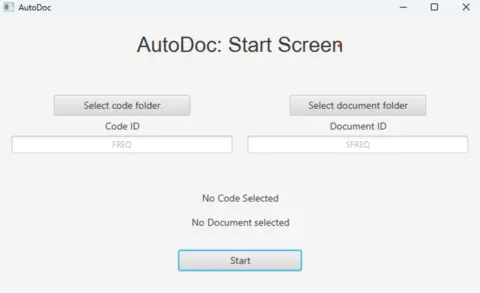 AutoDoc
AutoDoc: Start Screen
Select code folder
Select document folder
Code ID
Document ID
FREQ
SFREQ
No Code Selected
No Document selected
Start